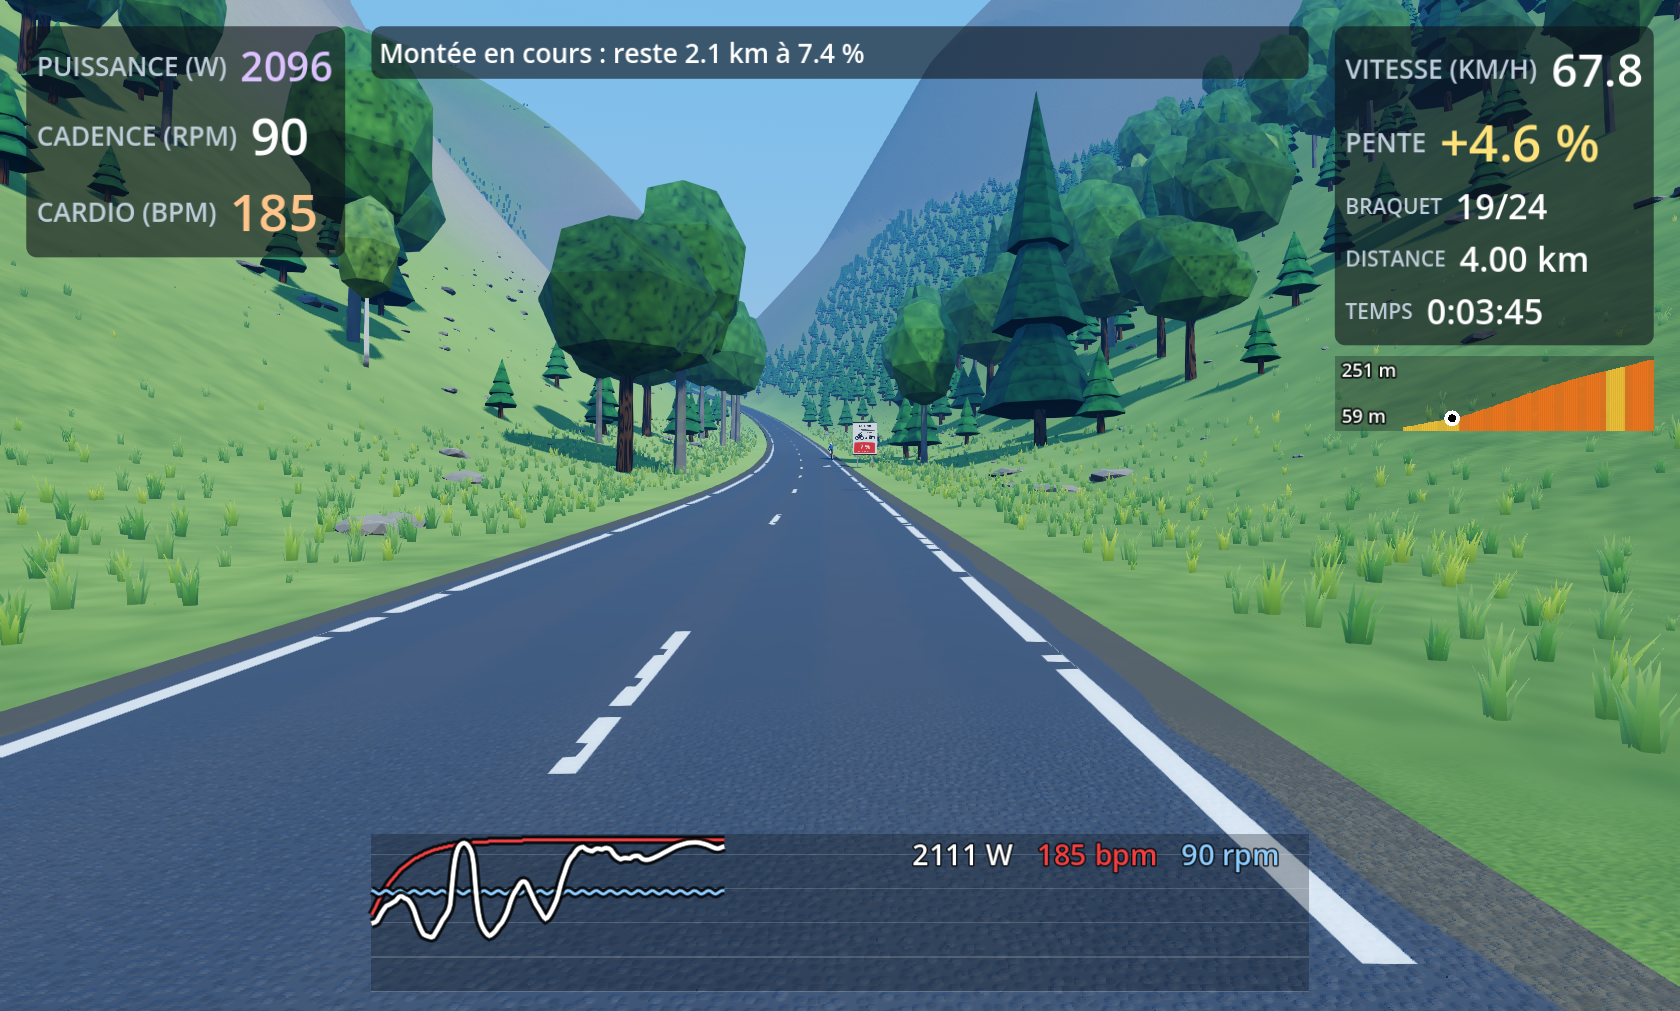 PUISSANCE (W) 2096
CADENCE (RPM) 90
CARDIO (BPM) 185
Montée en cours : reste 2.1 km à 7.4 %
VITESSE (KM/H) 67.8
PENTE +4.6 %
BRAQUET 19/24
DISTANCE 4.00 km
TEMPS 0:03:45
251 m
59 m
2111 W 185 bpm 90 rpm